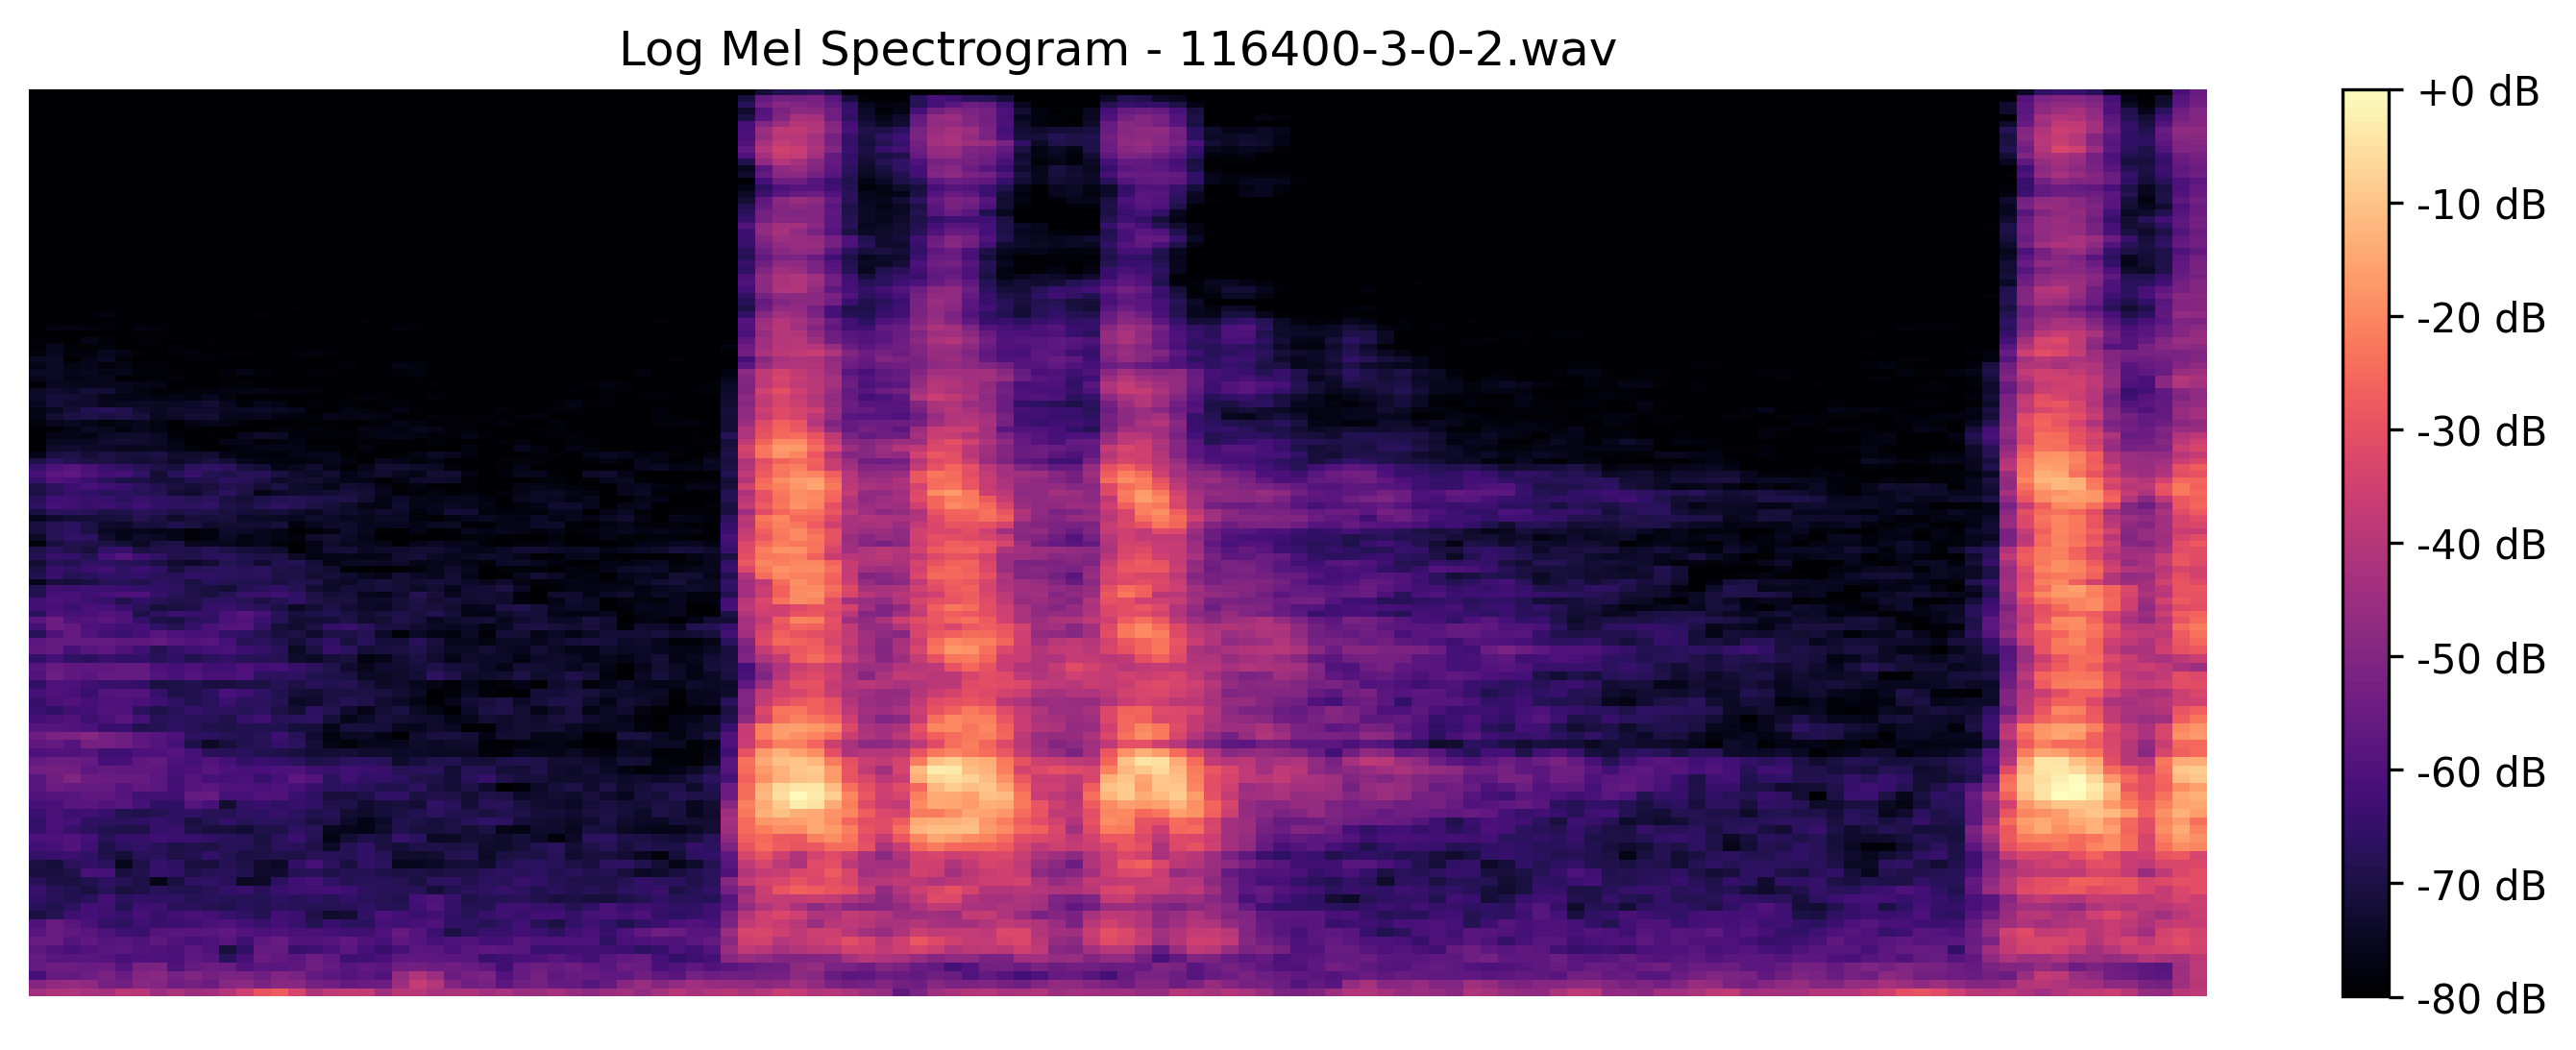 Log Mel Spectrogram - 116400-3-0-2.wav
+0 dB
-10 dB
-20 dB
-30 dB
-40 dB
-50 dB
-60 dB
-70 dB
-80 dB